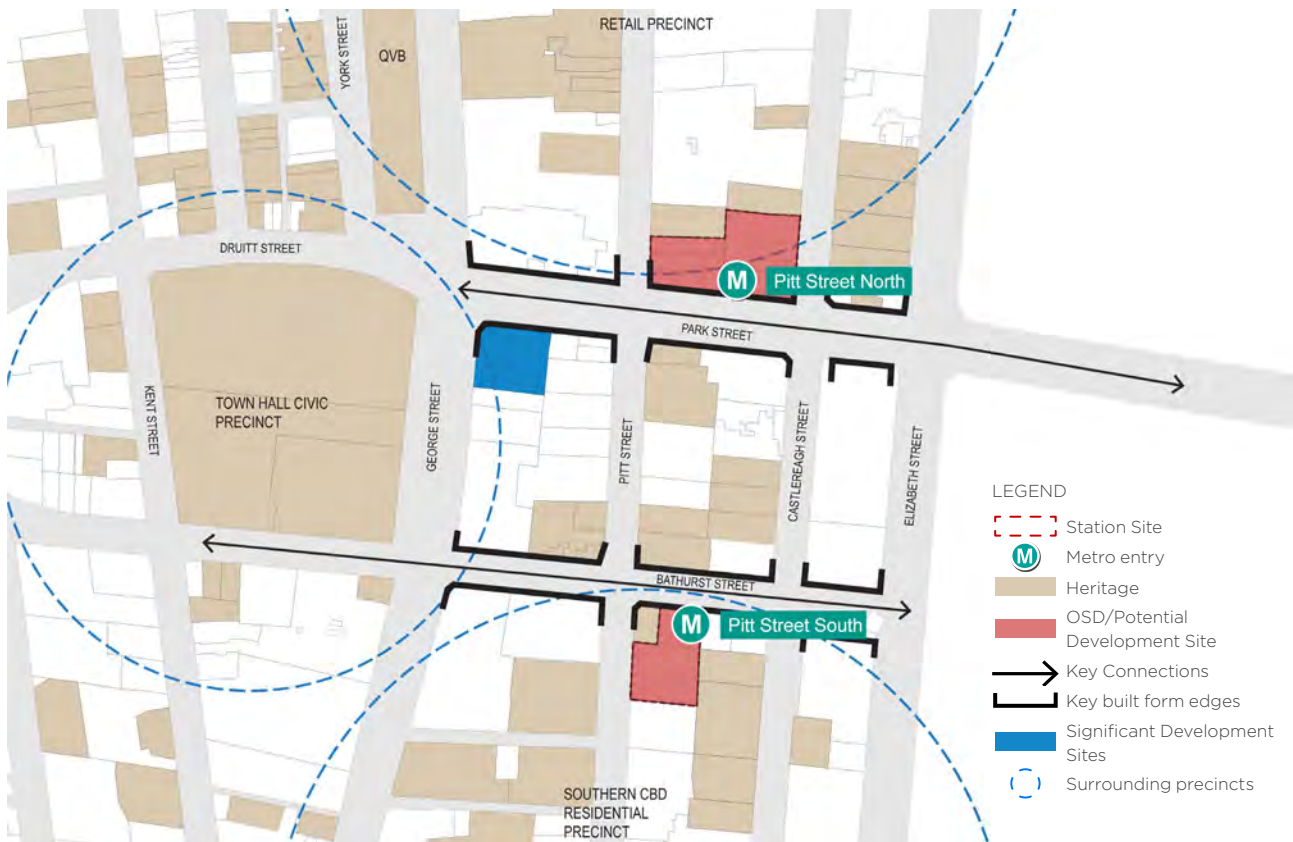 RETAIL PRECINCT
YORK STREET
QVB
DRUITT STREET
M Pitt Street North
PARK STREET
KENT STREET
TOWN HALL CIVIC
PRECINCT
GEORGE STREET
PITT STREET
CASTLEREAGH STREET
ELIZABETH STREET
BATHURST STREET
M Pitt Street South
SOUTHERN CBD
RESIDENTIAL
PRECINCT
LEGEND
Station Site
M Metro entry
Heritage
OSD/Potential
Development Site
Key Connections
Key built form edges
Significant Development
Sites
Surrounding precincts